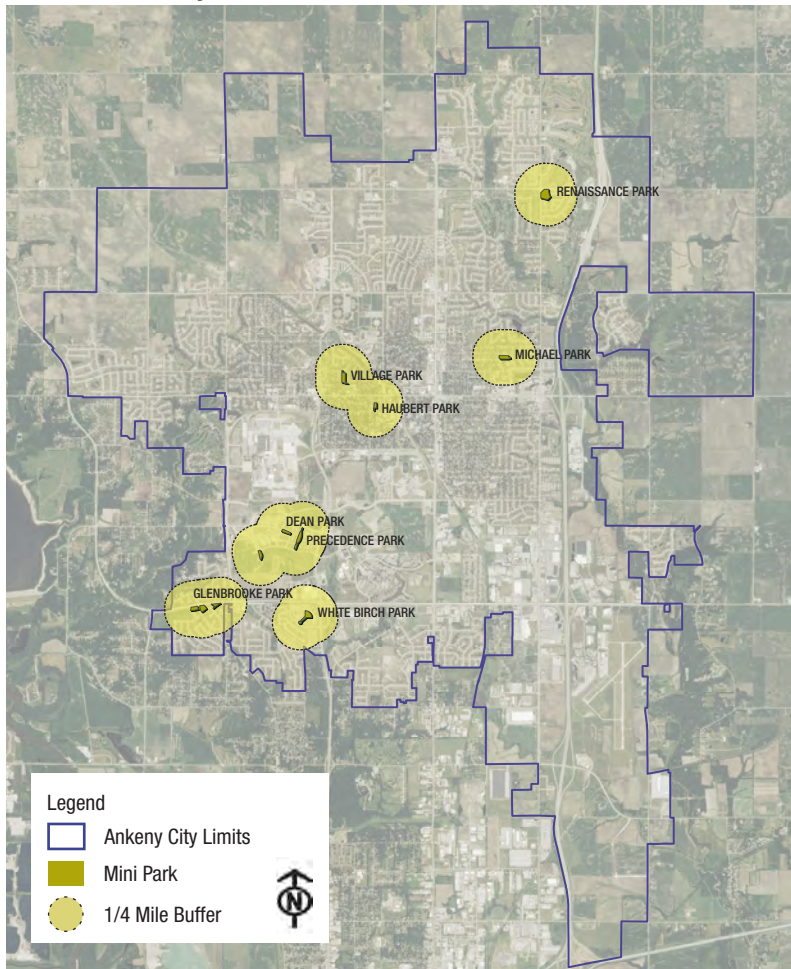 RENAISSANCE PARK
MICHAEL PARK
VILLAGE PARK
HAUBERT PARK
DEAN PARK
PRECEDENCE PARK
GLENBROOKE PARK
WHITE BIRCH PARK
Legend
Ankeny City Limits
Mini Park
1/4 Mile Buffer
N